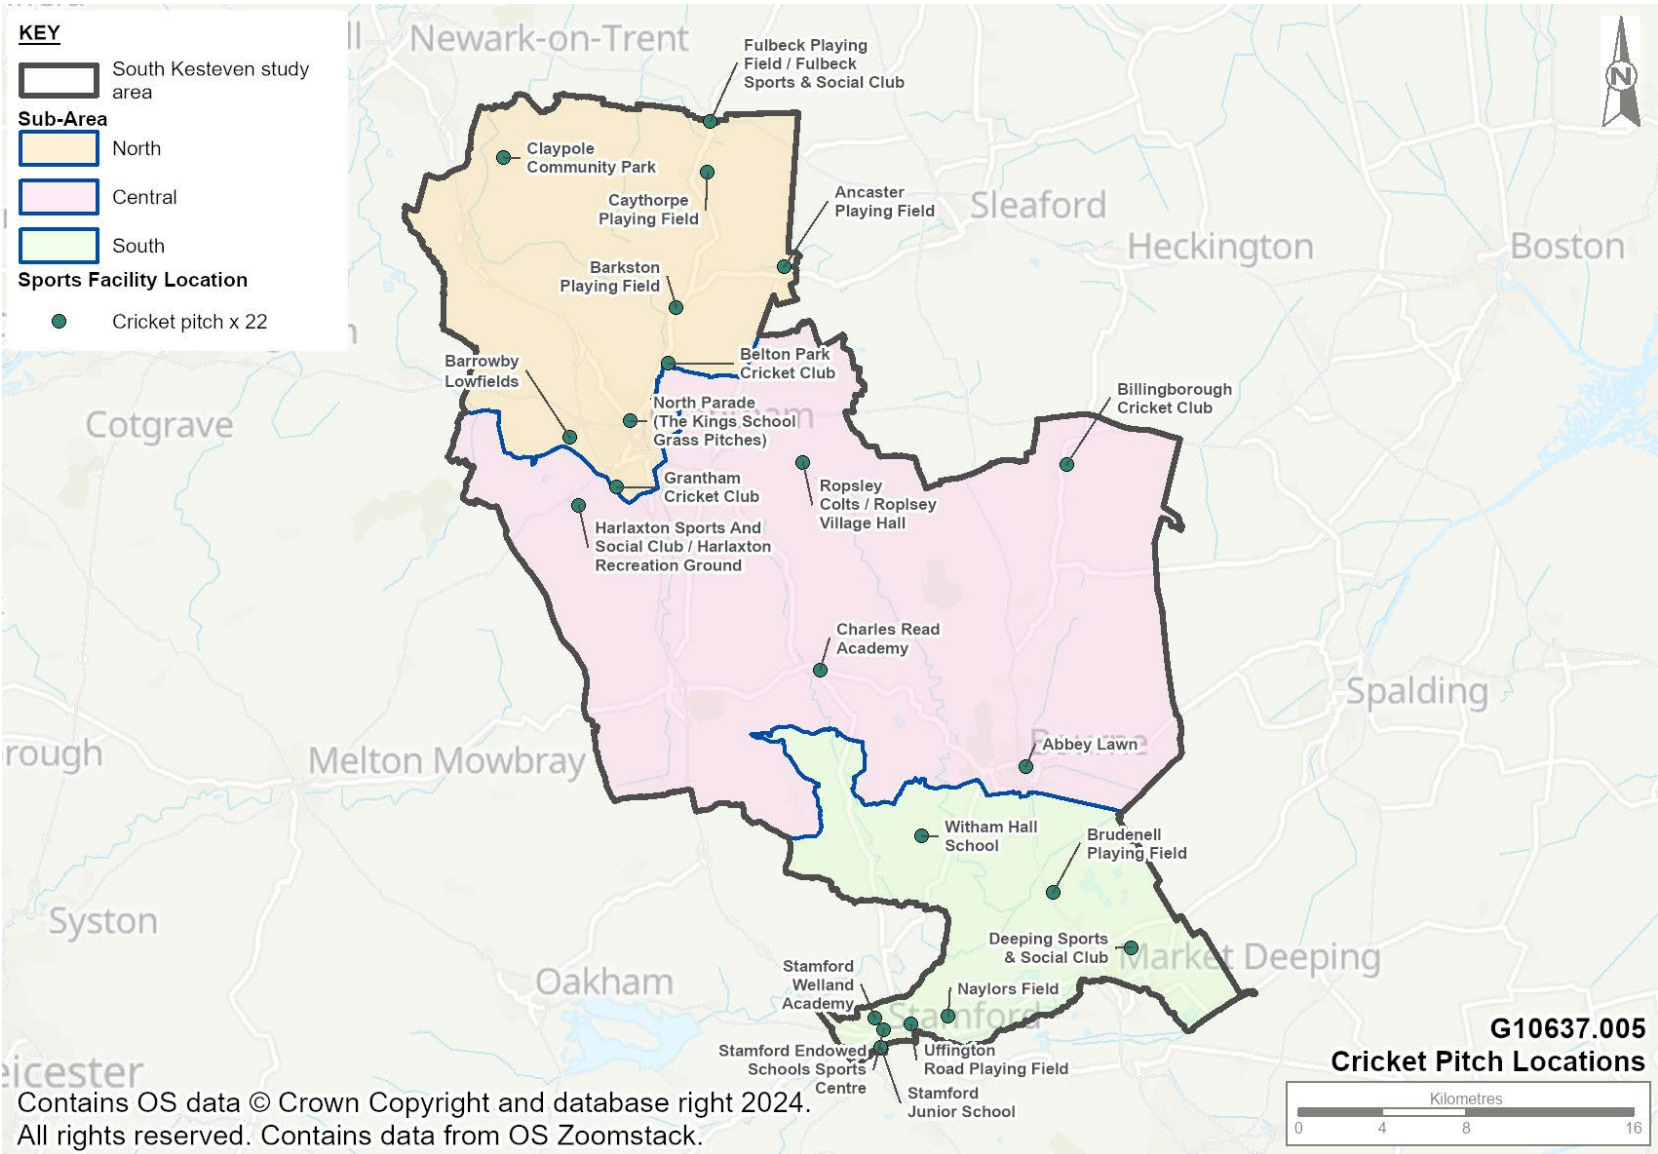 KEY
South Kesteven study
area
Sub-Area
North
Central
South
Sports Facility Location
Cricket pitch x 22
Newark-on-Trent
Fulbeck Playing
Field / Fulbeck
Sports & Social Club
N
Claypole
Community Park
Caythorpe
Playing Field
Ancaster
Playing Field
Sleaford
Heckington
Boston
Barkston
Playing Field
Barrowby
Lowfields
Belton Park
Cricket Club
Billingborough
Cricket Club
Cotgrave
North Parade
(The Kings School
Grass Pitches)
Grantham
Cricket Club
Ropsley
Colts / Roplsey
Village Hall
Harlaxton Sports And
Social Club / Harlaxton
Recreation Ground
Charles Read
Academy
Spalding
rough
Melton Mowbray
Bourne
Abbey Lawn
Witham Hall
School
Brudenell
Playing Field
Syston
Deeping Sports
& Social Club
Market Deeping
Oakham
Stamford
Welland
Academy
Naylors Field
Stamford
Stamford Endowed
Schools Sports
Centre
Uffington
Road Playing Field
Stamford
Junior School
eicester
G10637.005
Cricket Pitch Locations
Kilometres
0 4 8 16
Contains OS data © Crown Copyright and database right 2024.
All rights reserved. Contains data from OS Zoomstack.